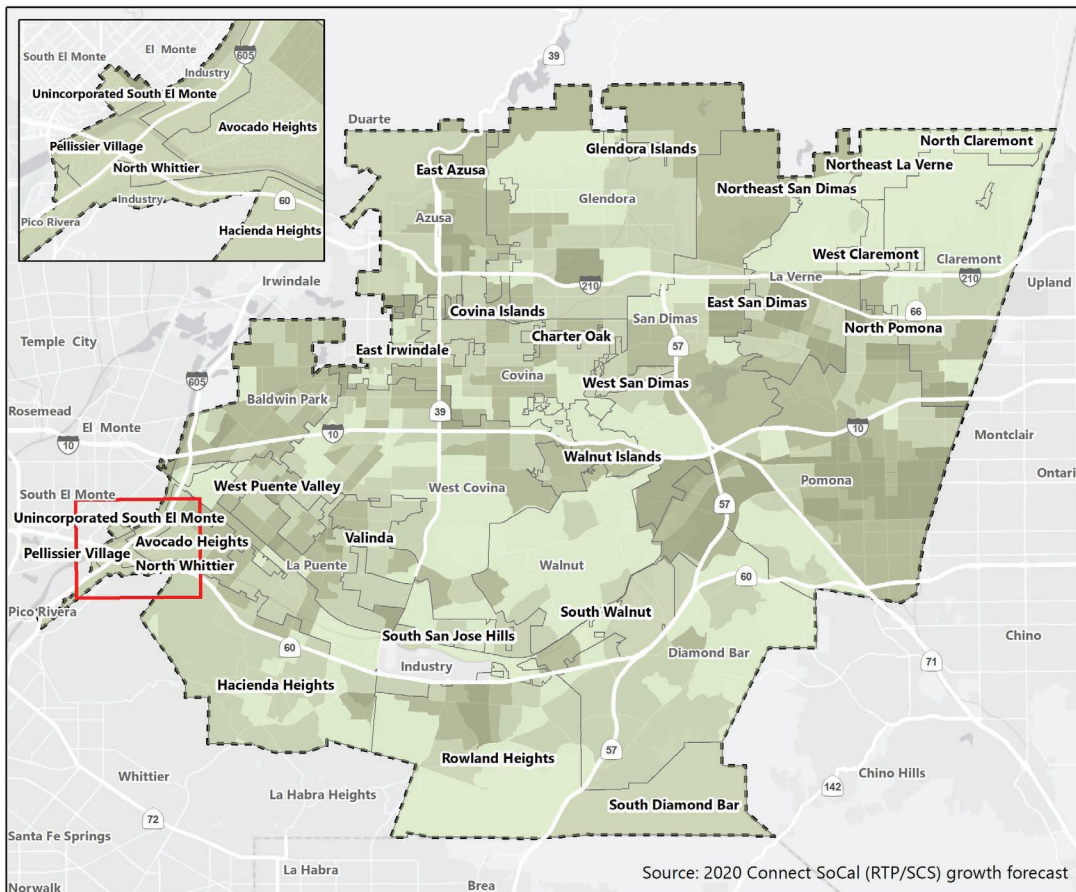 South El Monte
El Monte
605
Industry
Unincorporated South El Monte
Avocado Heights
Pellissier Village
North Whittier
Industry
60
Pico Rivera
Hacienda Heights
39
Duarte
North Claremont
Glendora Islands
Northeast La Verne
East Azusa
Northeast San Dimas
Glendora
Azusa
West Claremont
Claremont
La Verne
210
210
Irwindale
Upland
East San Dimas
Covina Islands
66
San Dimas
North Pomona
Charter Oak
Temple City
57
East Irwindale
Covina
West San Dimas
605
Baldwin Park
Rosemead
39
El Monte
10
10
10
Montclair
Walnut Islands
Ontari
Pomona
West Puente Valley
West Covina
South El Monte
57
Unincorporated South El Monte
Avocado Heights
Valinda
Pellissier Village
North Whittier
La Puente
Walnut
60
Pico Rivera
South Walnut
South San Jose Hills
Chino
60
Diamond Bar
Industry
71
Hacienda Heights
57
Rowland Heights
Whittier
Chino Hills
142
La Habra Heights
South Diamond Bar
72
Santa Fe Springs
La Habra
Source: 2020 Connect SoCal (RTP/SCS) growth forecast
Norwalk
Brea